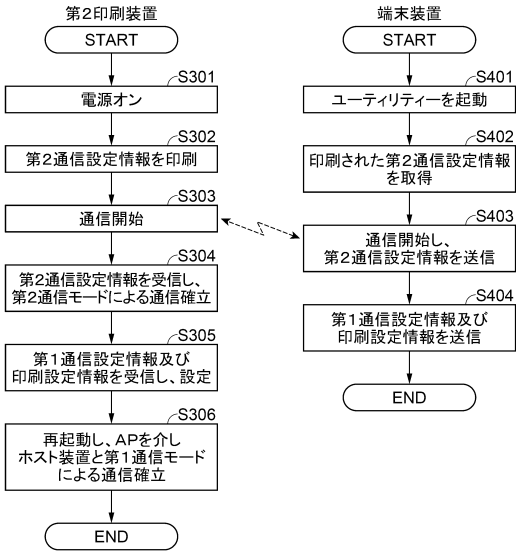 第2印刷装置
START
S301
電源オン
S302
第2通信設定情報を印刷
S303
通信開始
S304
第2通信設定情報を受信し、
第2通信モードによる通信確立
S305
第1通信設定情報及び
印刷設定情報を受信し、設定
S306
再起動し、APを介し
ホスト装置と第1通信モード
による通信確立
END
端末装置
START
S401
ユーティリティーを起動
S402
印刷された第2通信設定情報
を取得
S403
通信開始し、
第2通信設定情報を送信
S404
第1通信設定情報及び
印刷設定情報を送信
END